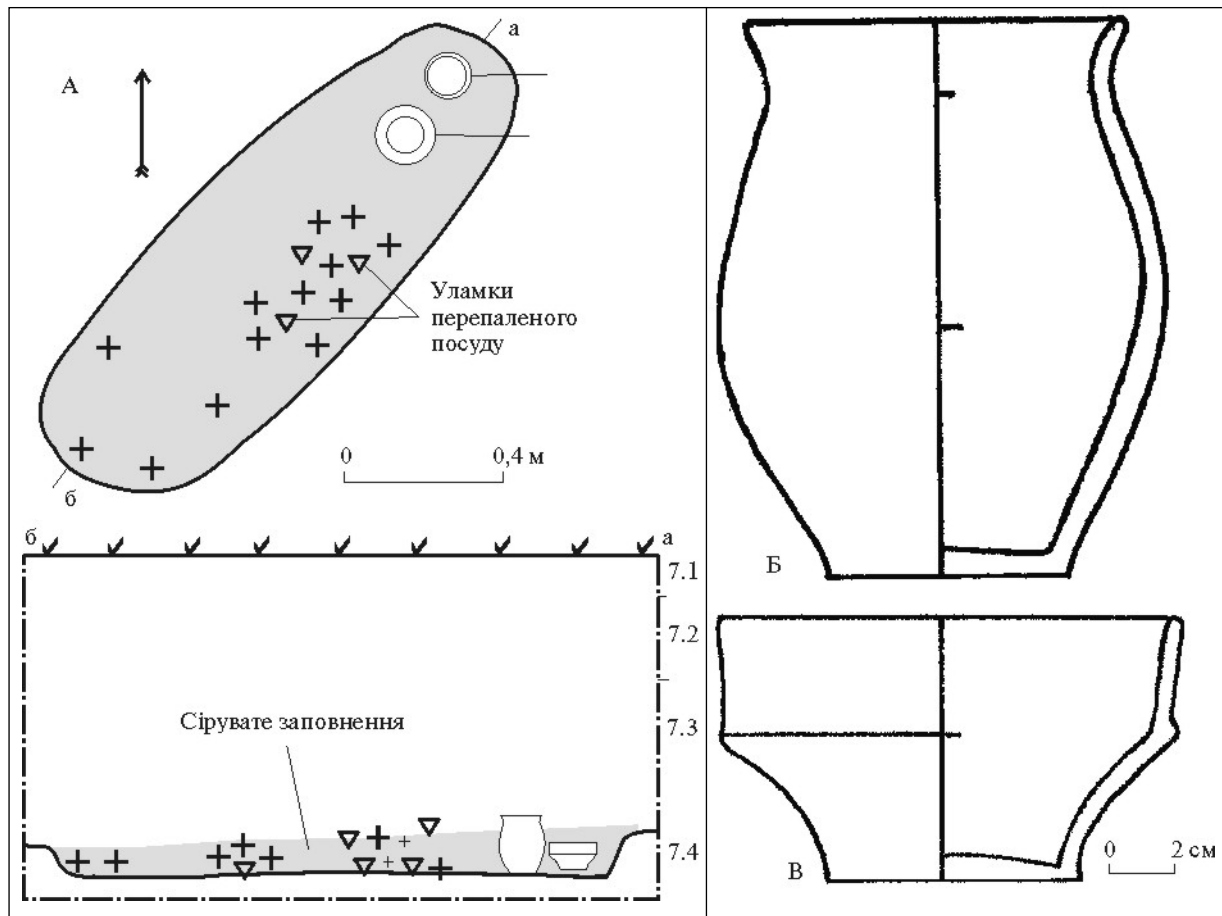 А
а
Уламки
перепаленого
посуду
0 0,4 м
б
б а
7.1
7.2
7.3
7.4
Сірувате заповнення
Б
В
0 2 см